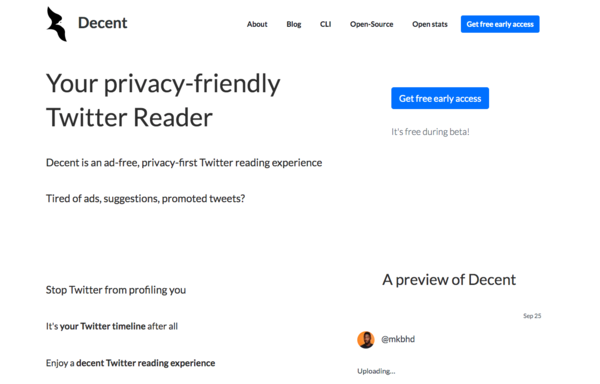 Decent
About
Blog
CLI
Open-Source
Open stats
Get free early access
Your privacy-friendly
Twitter Reader
Get free early access
It's free during beta!
Decent is an ad-free, privacy-first Twitter reading experience
Tired of ads, suggestions, promoted tweets?
Stop Twitter from profiling you
It's your Twitter timeline after all
Enjoy a decent Twitter reading experience
A preview of Decent
Sep 25
@mkbhd
Uploading...